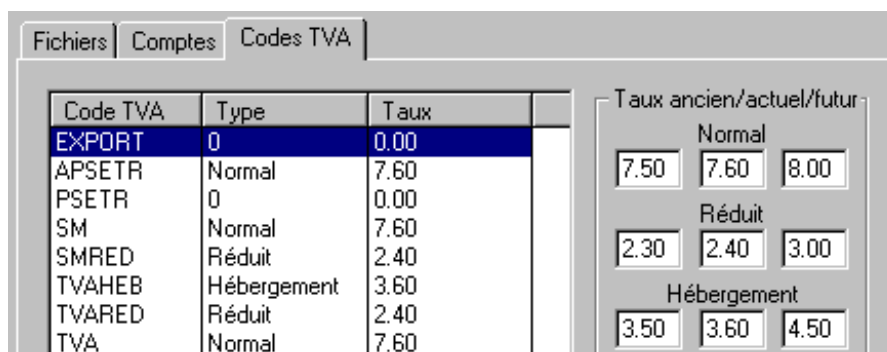 Fichiers Comptes Codes TVA
Code TVA Type Taux
EXPORT 0 0.00
APSETR Normal 7.60
PSETR 0 0.00
SM Normal 7.60
SMRED Réduit 2.40
TVAHEB Hébergement 3.60
TVARED Réduit 2.40
TVA Normal 7.60
Taux ancien/actuel/futur
Normal
7.50 7.60 8.00
Réduit
2.30 2.40 3.00
Hébergement
3.50 3.60 4.50